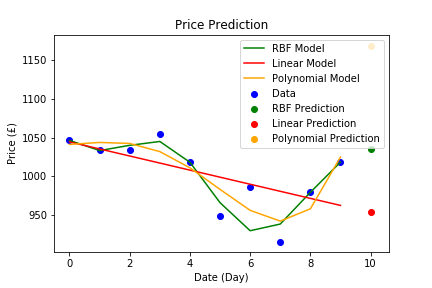 Price Prediction
RBF Model
Linear Model
Polynomial Model
Data
RBF Prediction
Linear Prediction
Polynomial Prediction
1150
1100
1050
1000
950
Price (£)
0
2
4
6
8
10
Date (Day)